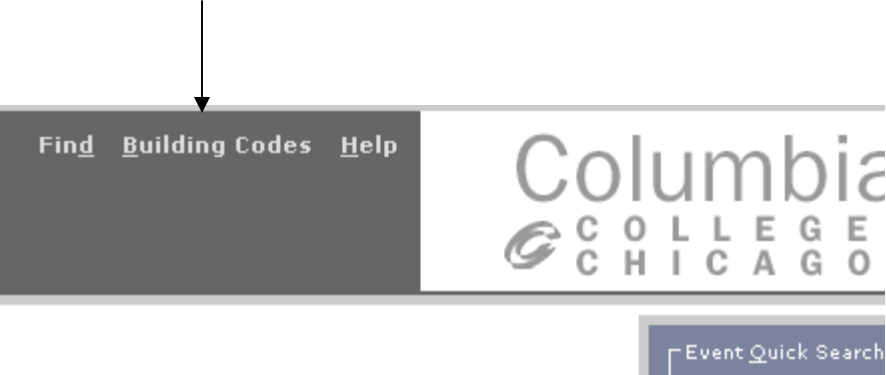 Find Building Codes Help
Columbia
COLLEGE
CHICAGO
Event Quick Search